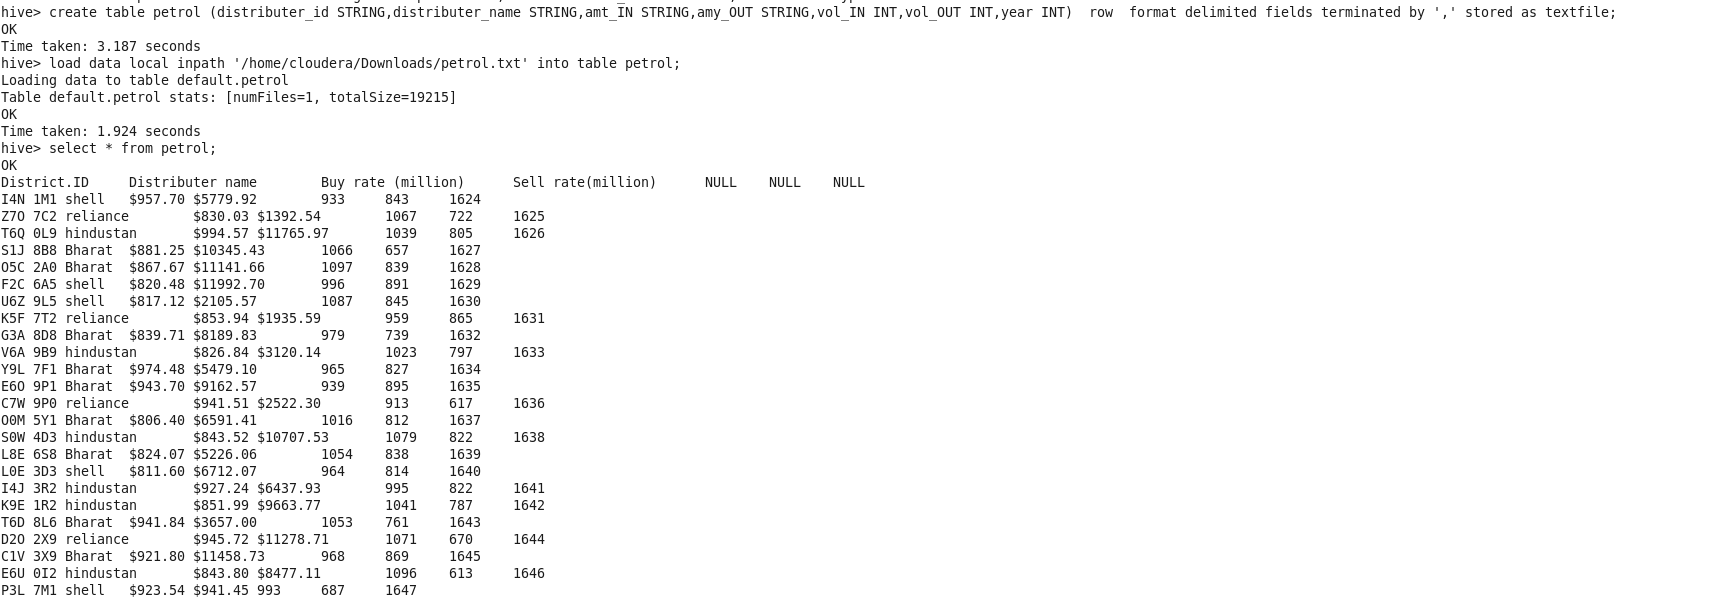 hive> create table petrol (distributer_id STRING,distributer_name STRING,amt_IN STRING,amy_OUT STRING,vol_IN INT,vol_OUT INT,year INT)  row  format delimited fields terminated by ',' stored as textfile;
OK
Time taken: 3.187 seconds
hive> load data local inpath '/home/cloudera/Downloads/petrol.txt' into table petrol;
Loading data to table default.petrol
Table default.petrol stats: [numFiles=1, totalSize=19215]
OK
Time taken: 1.924 seconds
hive> select * from petrol;
OK
District.ID     Distributer name        Buy rate (million)      Sell rate(million)      NULL    NULL    NULL
I4N 1M1 shell   $957.70 $5779.92        933     843     1624
Z7O 7C2 reliance        $830.03 $1392.54        1067    722     1625
T6Q 0L9 hindustan       $994.57 $11765.97       1039    805     1626
S1J 8B8 Bharat  $881.25 $10345.43       1066    657     1627
O5C 2A0 Bharat  $867.67 $11141.66       1097    839     1628
F2C 6A5 shell   $820.48 $11992.70       996     891     1629
U6Z 9L5 shell   $817.12 $2105.57        1087    845     1630
K5F 7T2 reliance        $853.94 $1935.59        959     865     1631
G3A 8D8 Bharat  $839.71 $8189.83        979     739     1632
V6A 9B9 hindustan       $826.84 $3120.14        1023    797     1633
Y9L 7F1 Bharat  $974.48 $5479.10        965     827     1634
E6O 9P1 Bharat  $943.70 $9162.57        939     895     1635
C7W 9P0 reliance        $941.51 $2522.30        913     617     1636
O0M 5Y1 Bharat  $806.40 $6591.41        1016    812     1637
S0W 4D3 hindustan       $843.52 $10707.53       1079    822     1638
L8E 6S8 Bharat  $824.07 $5226.06        1054    838     1639
L0E 3D3 shell   $811.60 $6712.07        964     814     1640
I4J 3R2 hindustan       $927.24 $6437.93        995     822     1641
K9E 1R2 hindustan       $851.99 $9663.77        1041    787     1642
T6D 8L6 Bharat  $941.84 $3657.00        1053    761     1643
D2O 2X9 reliance        $945.72 $11278.71       1071    670     1644
C1V 3X9 Bharat  $921.80 $11458.73       968     869     1645
E6U 0I2 hindustan       $843.80 $8477.11        1096    613     1646
P3L 7M1 shell   $923.54 $941.45 993     687     1647